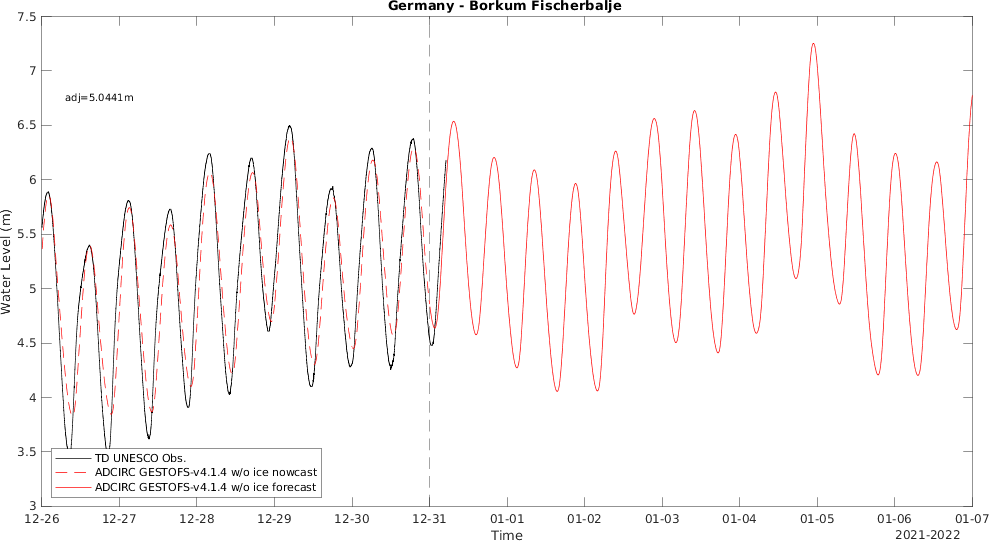 Germany - Borkum Fischerbalje
7.5
7
6.5
6
5.5
5
4.5
4
3.5
3
Water Level (m)
adj=5.0441m
TD UNESCO Obs.
ADCIRC GESTOFS-v4.1.4 w/o ice nowcast
ADCIRC GESTOFS-v4.1.4 w/o ice forecast
12-26 12-27 12-28 12-29 12-30 12-31 01-01 01-02 01-03 01-04 01-05 01-06 01-07
Time
2021-2022